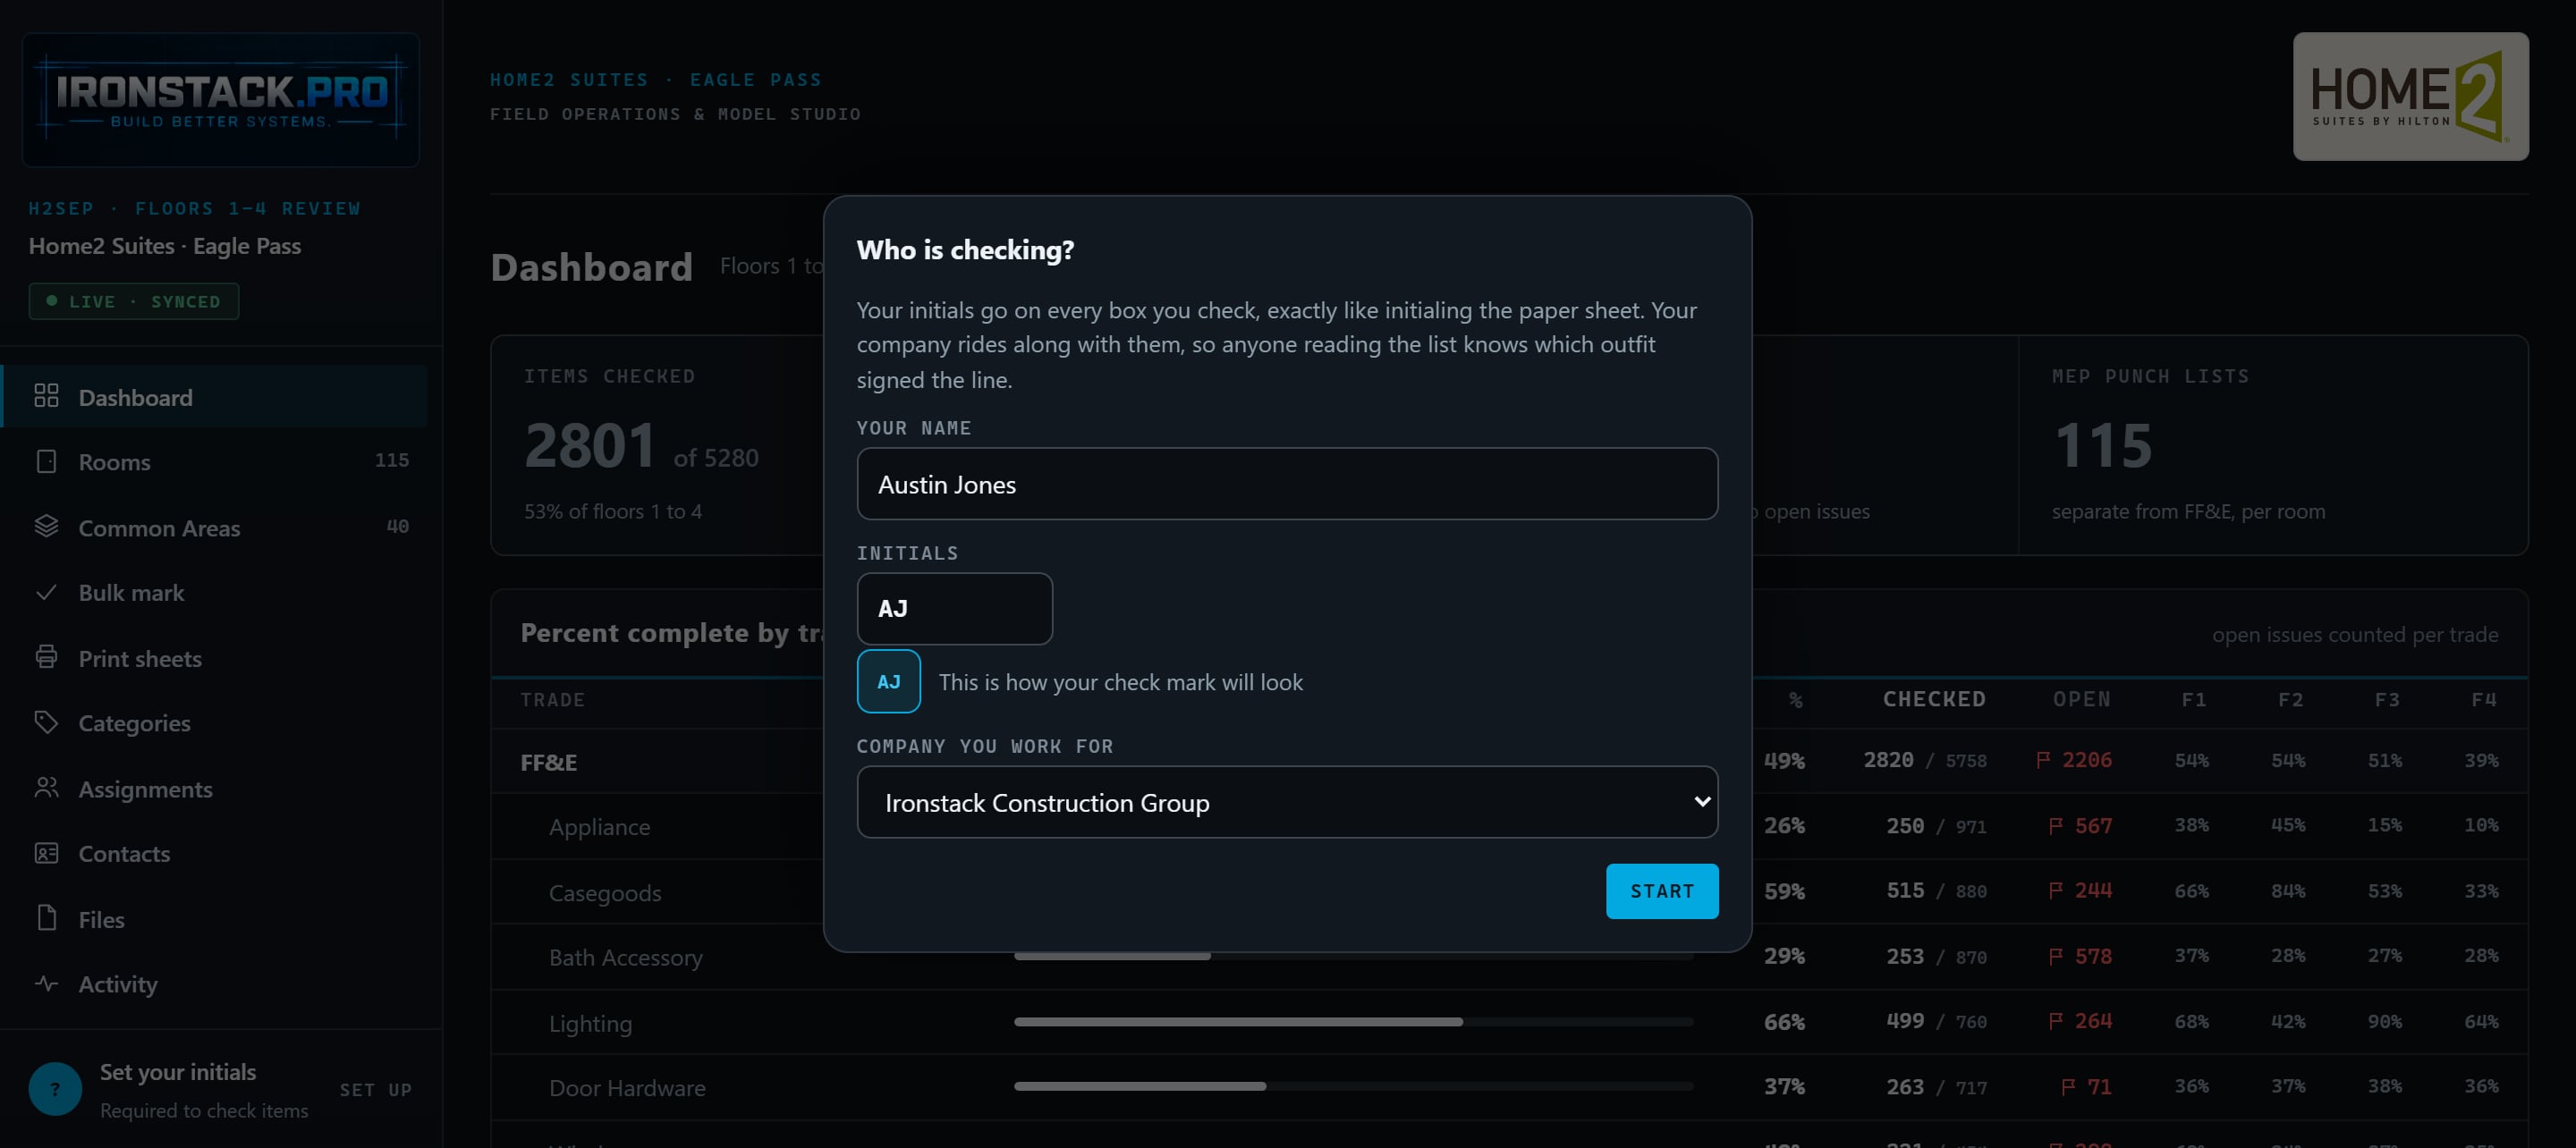 IRONSTACK.PRO
BUILD BETTER SYSTEMS.
H2SEP · FLOORS 1–4 REVIEW
Home2 Suites · Eagle Pass
LIVE · SYNCED
Dashboard
Rooms 115
Common Areas 40
Bulk mark
Print sheets
Categories
Assignments
Contacts
Files
Activity
?
Set your initials
Required to check items
SET UP
HOME2 SUITES · EAGLE PASS
FIELD OPERATIONS & MODEL STUDIO
HOME2
SUITES BY HILTON
Dashboard Floors 1 to
ITEMS CHECKED
2801 of 5280
53% of floors 1 to 4
open issues
MEP PUNCH LISTS
115
separate from FF&E, per room
Who is checking?
Your initials go on every box you check, exactly like initialing the paper sheet. Your
company rides along with them, so anyone reading the list knows which outfit
signed the line.
YOUR NAME
Austin Jones
INITIALS
AJ
AJ This is how your check mark will look
COMPANY YOU WORK FOR
Ironstack Construction Group
START
Percent complete by
open issues counted per trade
TRADE % CHECKED OPEN F1 F2 F3 F4
FF&E 49% 2820 / 5758 2206 54% 54% 51% 39%
Appliance 26% 250 / 971 567 38% 45% 15% 10%
Casegoods 59% 515 / 880 244 66% 84% 53% 33%
Bath Accessory 29% 253 / 870 578 37% 28% 27% 28%
Lighting 66% 499 / 760 264 68% 42% 90% 64%
Door Hardware 37% 263 / 717 71 36% 37% 38% 36%